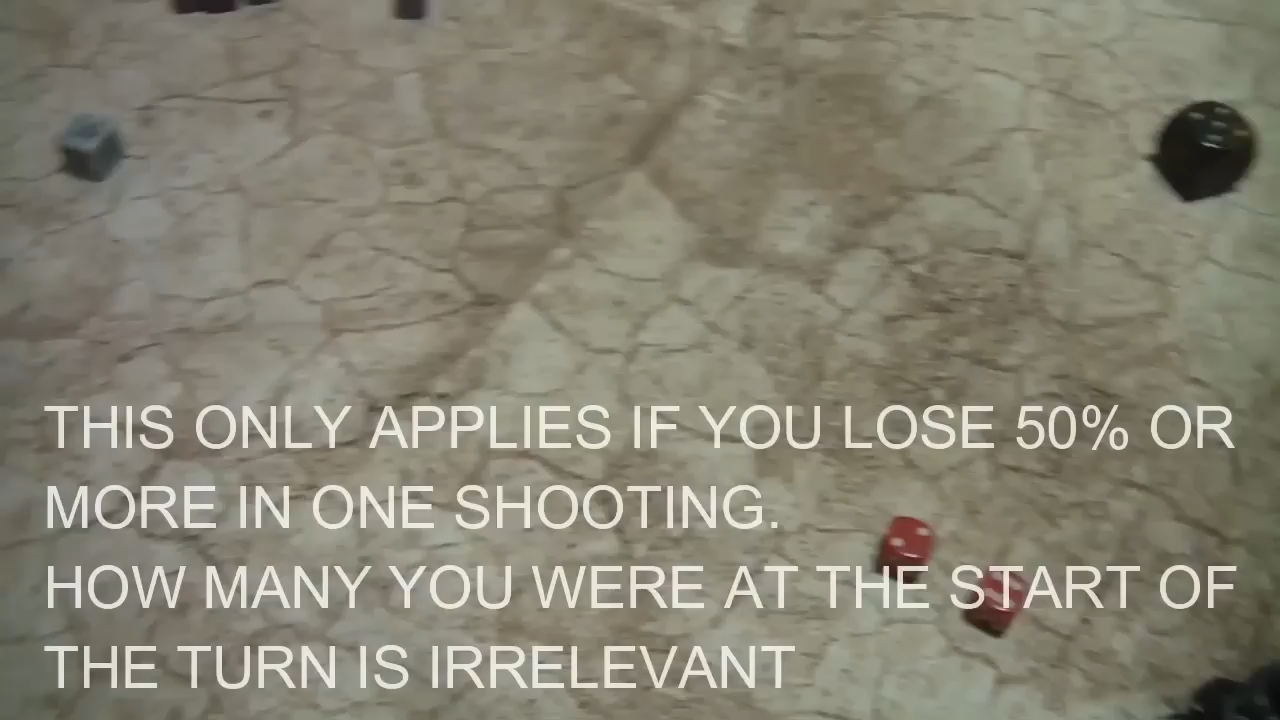 THIS ONLY APPLIES IF YOU LOSE 50% OR
MORE IN ONE SHOOTING.
HOW MANY YOU WERE AT THE START OF
THE TURN IS IRRELEVANT